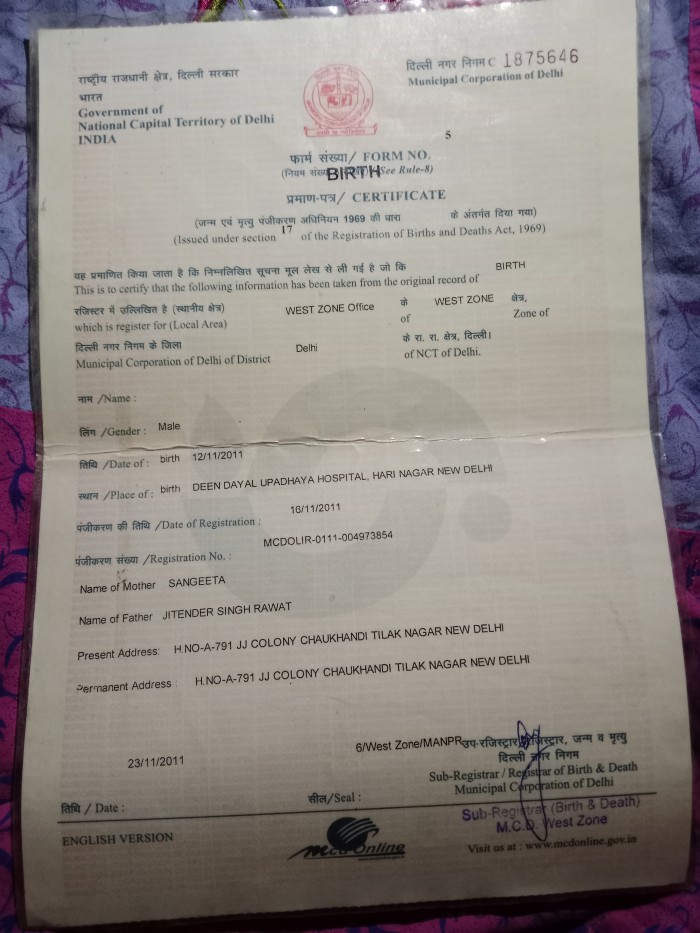 राष्ट्रीय राजधानी क्षेत्र, दिल्ली सरकार
भारत
Government of
National Capital Territory of Delhi
INDIA
दिल्ली नगर निगम C 1875646
Municipal Corporation of Delhi
5
फार्म संख्या/ FORM NO.
(नियम See Rule-8)
BIRTH
प्रमाण-पत्र/ CERTIFICATE
(जन्म एवं मृत्यु पंजीकरण अधिनियम 1969 की धारा के अंतर्गत दिया गया)
(Issued under section 17 of the Registration of Births and Deaths Act, 1969)
यह प्रमाणित किया जाता है कि निम्नलिखित सूचना मूल लेख से ली गई है जो कि BIRTH
This is to certify that the following information has been taken from the original record of
रजिस्टर में उल्लिखित है (स्थानीय क्षेत्र) WEST ZONE Office के WEST ZONE क्षेत्र,
which is register for (Local Area) of Zone of
दिल्ली नगर निगम के जिला Delhi के रा. रा. क्षेत्र, दिल्ली।
Municipal Corporation of Delhi of District of NCT of Delhi.
नाम /Name :
लिंग /Gender : Male
तिथि /Date of : birth 12/11/2011
स्थान /Place of : birth DEEN DAYAL UPADHAYA HOSPITAL, HARI NAGAR NEW DELHI
पंजीकरण की तिथि /Date of Registration : 16/11/2011
पंजीकरण संख्या /Registration No. : MCDOLIR-0111-004973854
Name of Mother SANGEETA
Name of Father JITENDER SINGH RAWAT
Present Address: H.NO-A-791 JJ COLONY CHAUKHANDI TILAK NAGAR NEW DELHI
Permanent Address : H.NO-A-791 JJ COLONY CHAUKHANDI TILAK NAGAR NEW DELHI
6/West Zone/MANPR उप-रजिस्ट्रार/रजिस्ट्रार, जन्म व मृत्यु
23/11/2011
दिल्ली नगर निगम
Sub-Registrar / Registrar of Birth & Death
Municipal Corporation of Delhi
तिथि / Date :
सील/Seal :
Sub-Registrar (Birth & Death)
M.C.D. West Zone
ENGLISH VERSION
mcdonline
Visit us at : www.mcdonline.gov.in